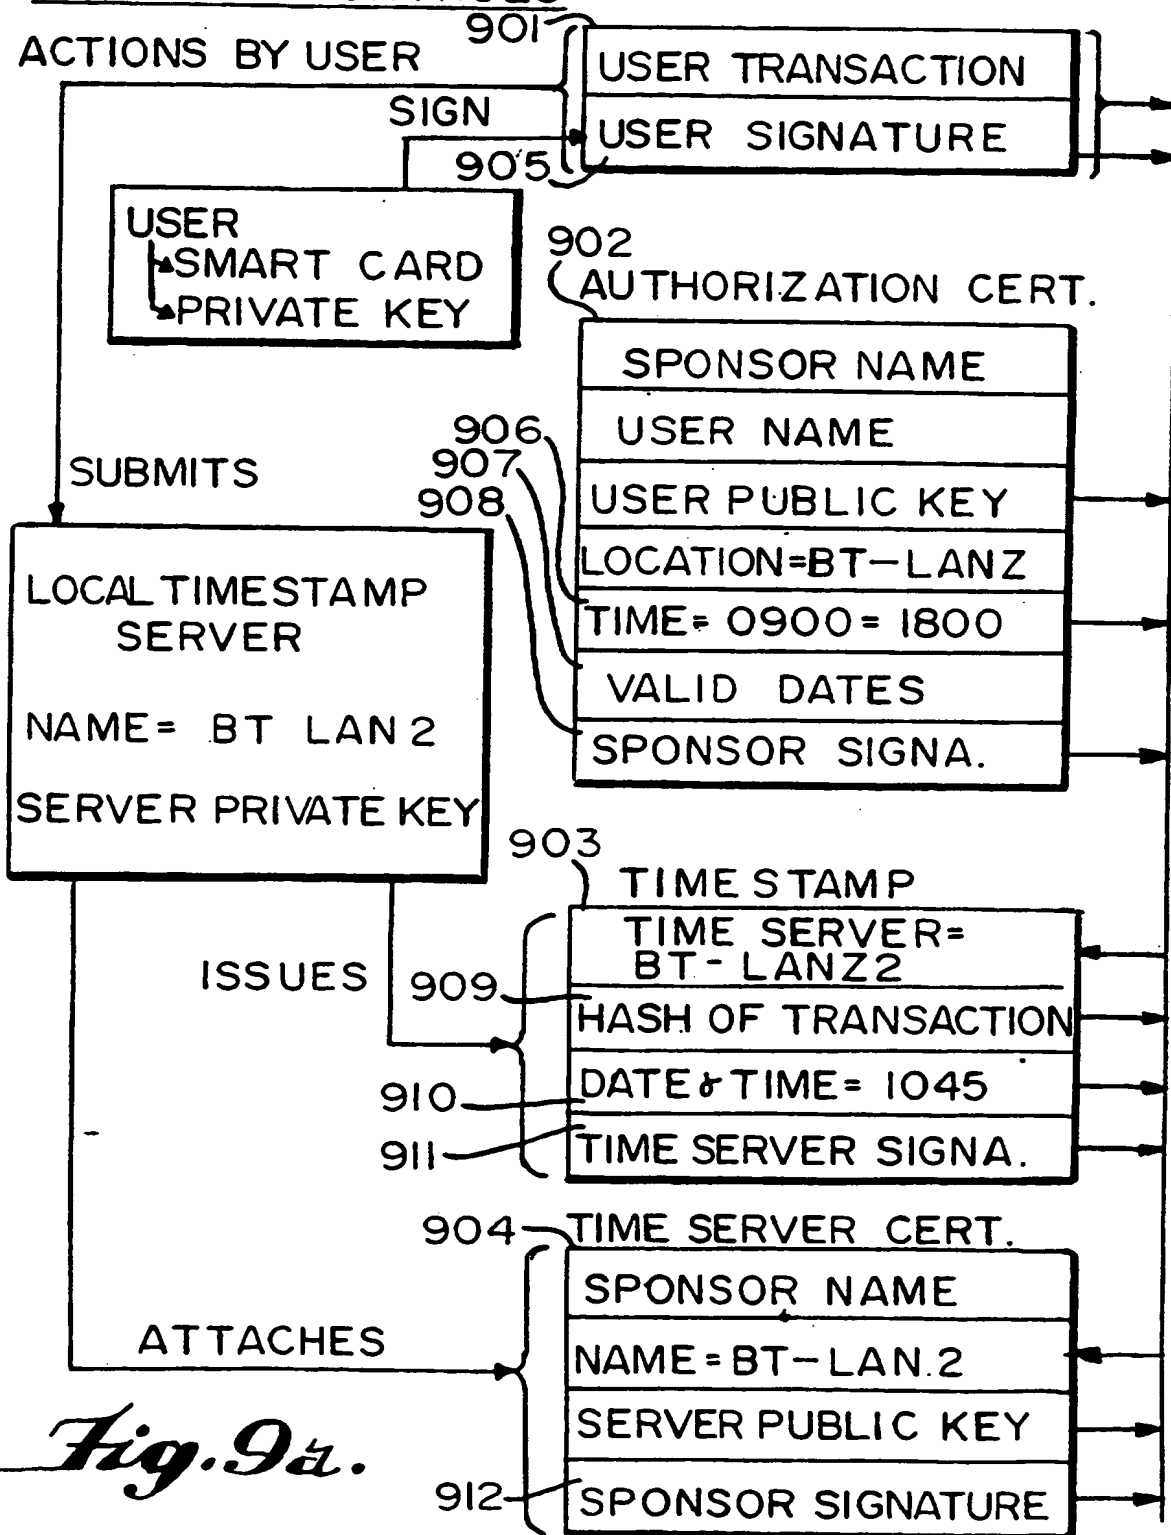 901
ACTIONS BY USER
USER TRANSACTION
SIGN
USER SIGNATURE
905
USER
SMART CARD
PRIVATE KEY
902
AUTHORIZATION CERT.
SPONSOR NAME
906
USER NAME
907
SUBMITS
908
USER PUBLIC KEY
LOCATION=BT-LANZ
LOCAL TIMESTAMP
SERVER
TIME= 0900= 1800
VALID DATES
NAME= BT LAN 2
SPONSOR SIGNA.
SERVER PRIVATE KEY
903
TIME STAMP
TIME SERVER=
BT-LANZ2
ISSUES
909
HASH OF TRANSACTION
DATE & TIME= 1045
910
911
TIME SERVER SIGNA.
904
TIME SERVER CERT.
SPONSOR NAME
ATTACHES
NAME=BT-LAN.2
SERVER PUBLIC KEY
Fig.9a.
912
SPONSOR SIGNATURE